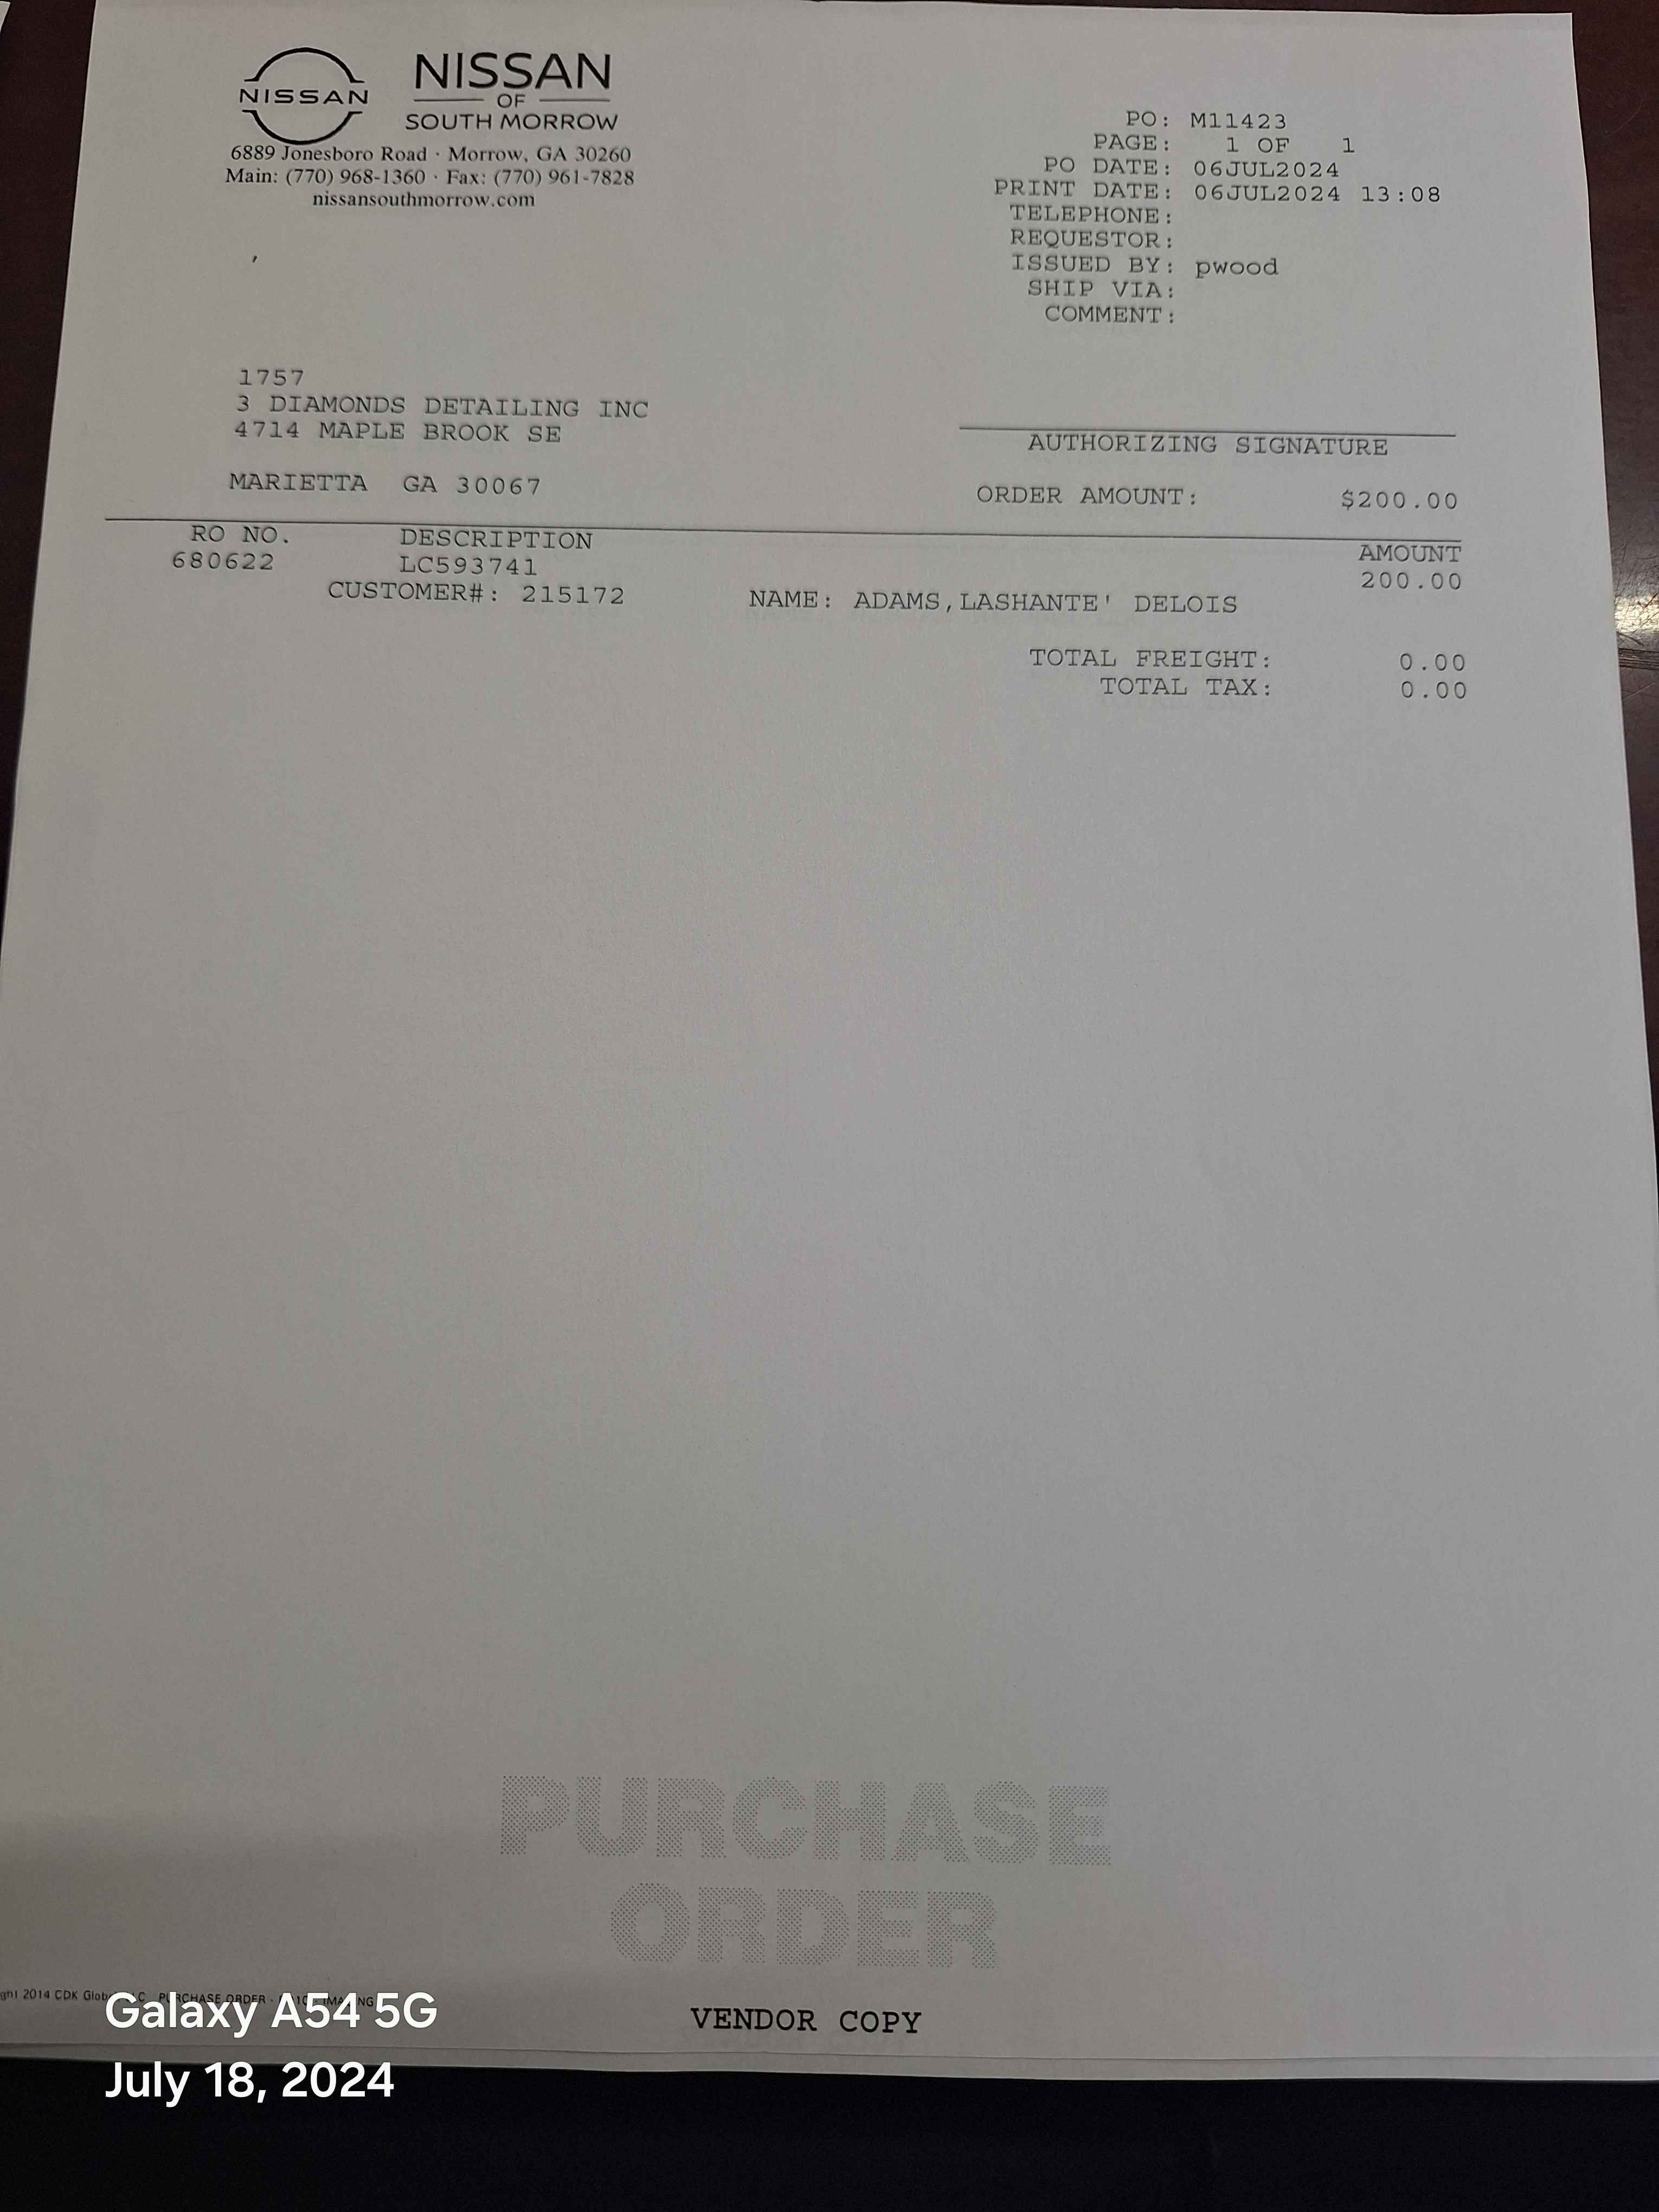 NISSAN
NISSAN
OF
SOUTH MORROW
6889 Jonesboro Road · Morrow, GA 30260
Main: (770) 968-1360 · Fax: (770) 961-7828
nissansouthmorrow.com
PO: M11423
PAGE: 1 OF 1
PO DATE: 06JUL2024
PRINT DATE: 06JUL2024 13:08
TELEPHONE:
REQUESTOR:
ISSUED BY: pwood
SHIP VIA:
COMMENT:
1757
3 DIAMONDS DETAILING INC
4714 MAPLE BROOK SE
MARIETTA GA 30067
AUTHORIZING SIGNATURE
ORDER AMOUNT: $200.00
RO NO. DESCRIPTION AMOUNT
680622 LC593741 200.00
CUSTOMER#: 215172 NAME: ADAMS,LASHANTE' DELOIS
TOTAL FREIGHT: 0.00
TOTAL TAX: 0.00
PURCHASE
ORDER
2014 CDK PURCHASE ORDER
VENDOR COPY
Galaxy A54 5G
July 18, 2024